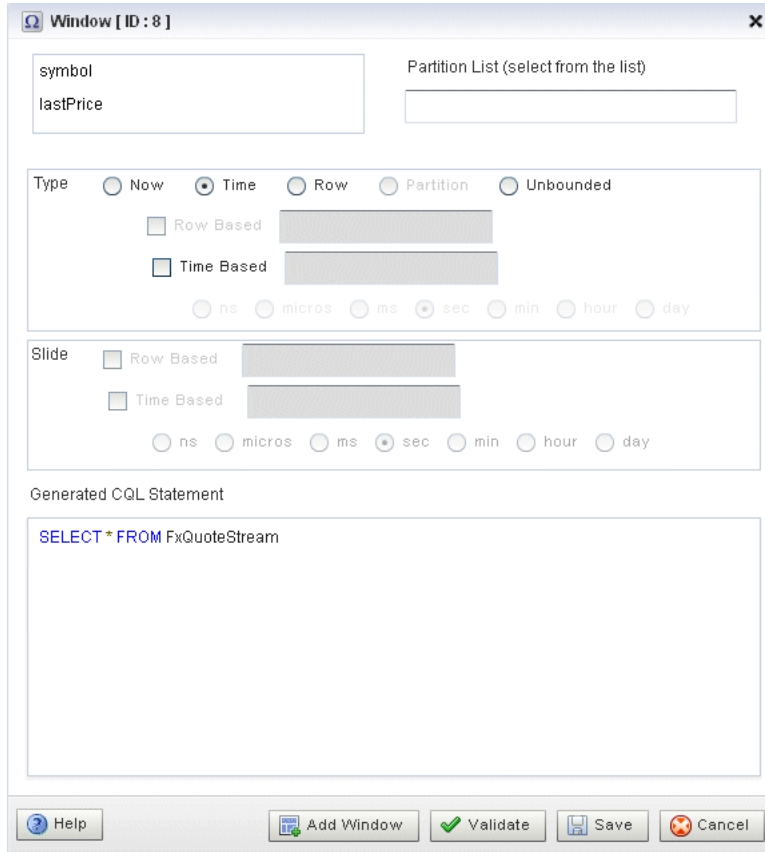 Window [ ID : 8 ]
symbol
lastPrice
Partition List (select from the list)
Type Now Time Row Partition Unbounded
Row Based
Time Based
ns micros ms sec min hour day
Slide Row Based
Time Based
ns micros ms sec min hour day
Generated CQL Statement
SELECT * FROM FxQuoteStream
Help Add Window Validate Save Cancel